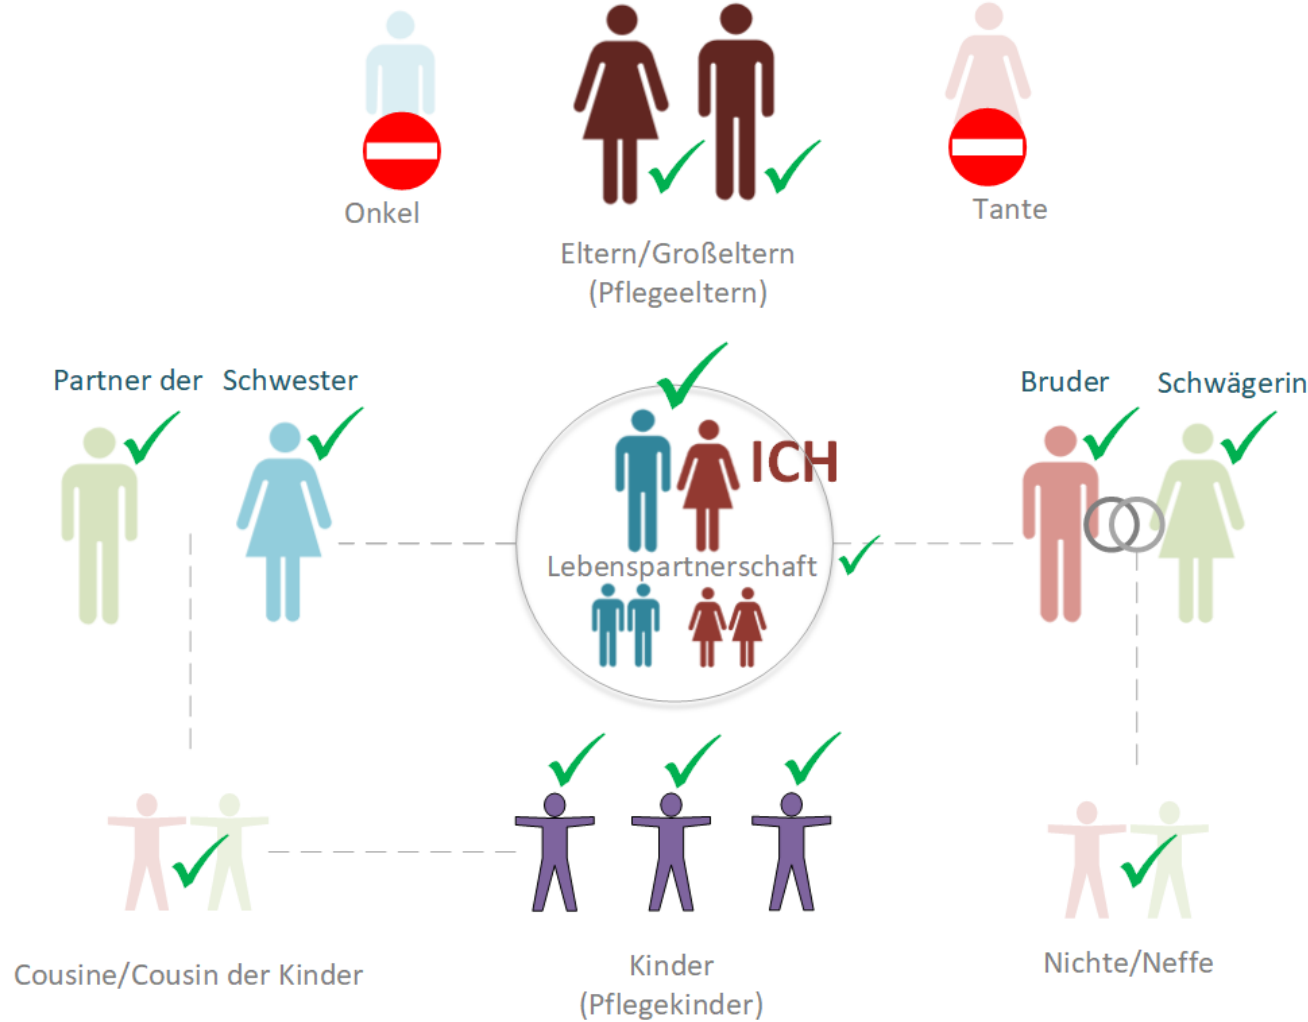 Onkel
Tante
Eltern/Großeltern
(Pflegeeltern)
Partner der Schwester
Bruder Schwägerin
ICH
Lebenspartnerschaft
Cousine/Cousin der Kinder
Kinder
(Pflegekinder)
Nichte/Neffe